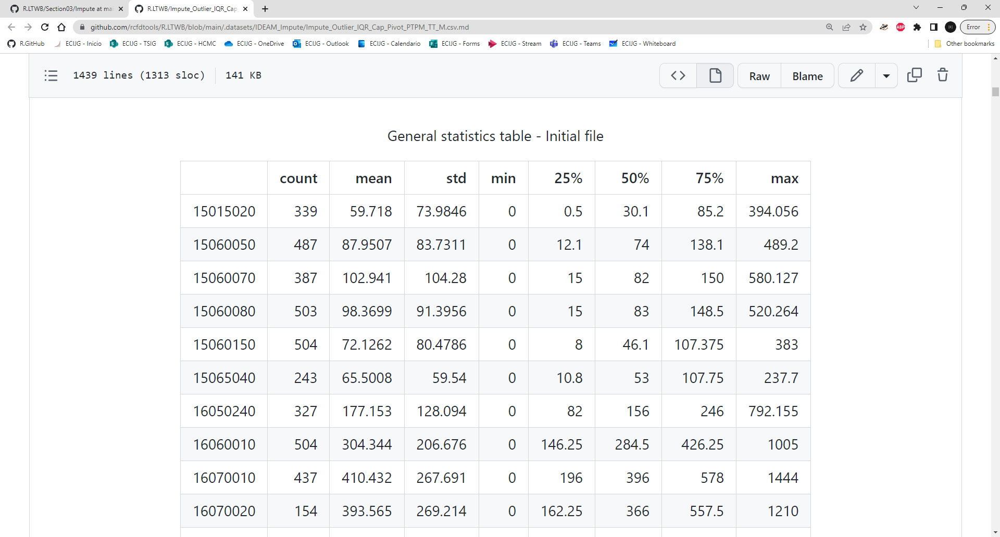 R.LTWB/Section03/Impute at ma
R.LTWB/Impute_Outlier_IQR_Cap_
github.com/rcfdtools/R.LTWB/blob/main/.datasets/IDEAM_Impute/Impute_Outlier_IQR_Cap_Pivot_PTPM_TT_M.csv.md
ABP
Error
R.GitHub ECIJG - Inicio ECIJG - TSIG ECIJG - HCMC ECIJG - OneDrive ECIJG - Outlook ECIJG - Calendario ECIJG - Forms ECIJG - Stream ECIJG - Teams ECIJG - Whiteboard Other bookmarks
1439 lines (1313 sloc) 141 KB Raw Blame
General statistics table - Initial file
count mean std min 25% 50% 75% max
15015020 339 59.718 73.9846 0 0.5 30.1 85.2 394.056
15060050 487 87.9507 83.7311 0 12.1 74 138.1 489.2
15060070 387 102.941 104.28 0 15 82 150 580.127
15060080 503 98.3699 91.3956 0 15 83 148.5 520.264
15060150 504 72.1262 80.4786 0 8 46.1 107.375 383
15065040 243 65.5008 59.54 0 10.8 53 107.75 237.7
16050240 327 177.153 128.094 0 82 156 246 792.155
16060010 504 304.344 206.676 0 146.25 284.5 426.25 1005
16070010 437 410.432 267.691 0 196 396 578 1444
16070020 154 393.565 269.214 0 162.25 366 557.5 1210